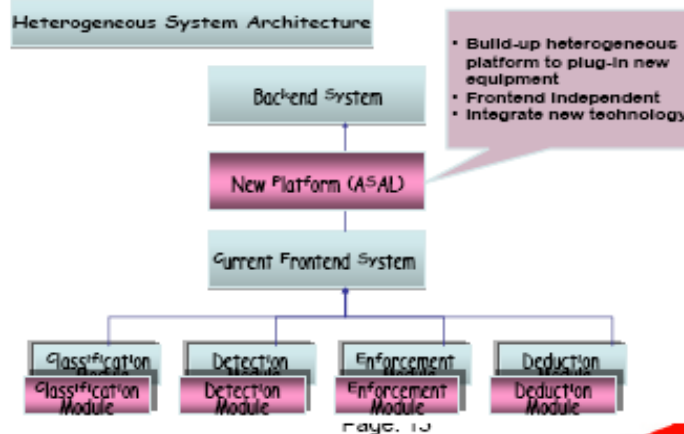 Heterogeneous System Architecture
• Build-up heterogeneous
platform to plug-in new
equipment
• Frontend Independent
• Integrate new technology
Backend System
New Platform (ASAL)
Current Frontend System
Classification
Detection
Enforcement
Deduction
Classification
Module
Detection
Module
Enforcement
Module
Deduction
Module
Page: 15